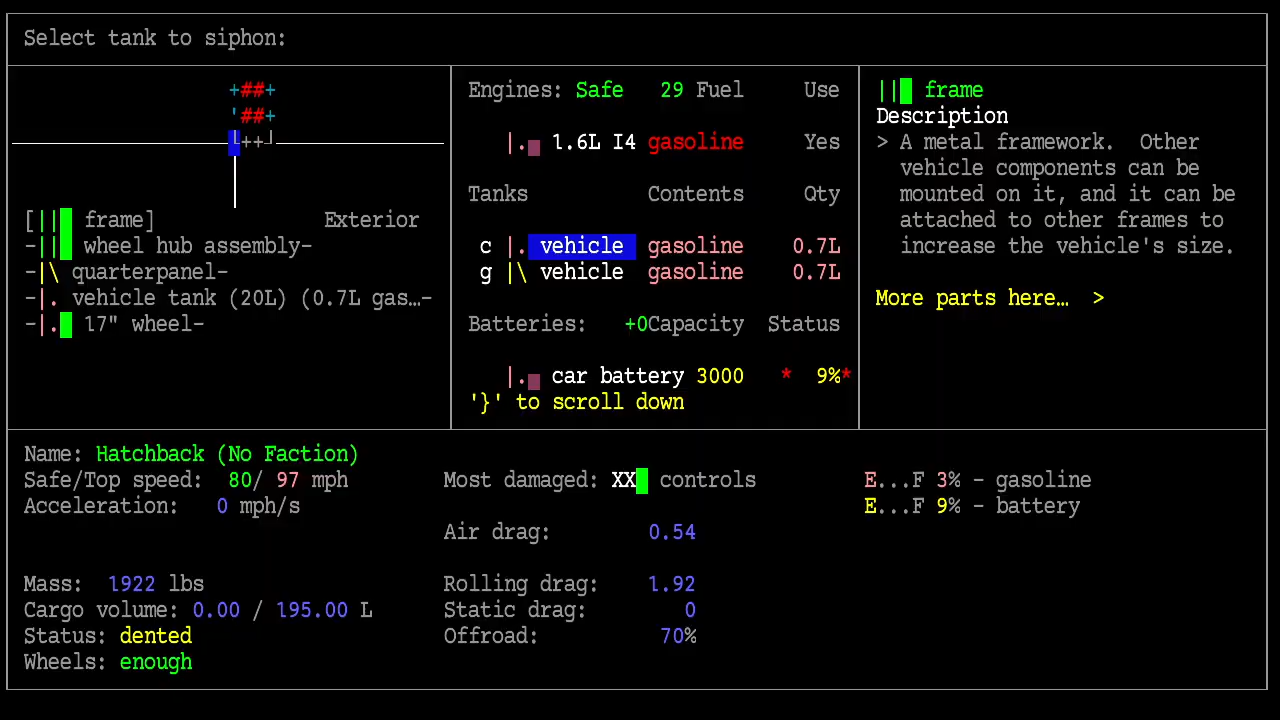 Select tank to siphon:
+##+
'##+
└++┘
[||█ frame] Exterior
-||█ wheel hub assembly-
-|\ quarterpanel-
-|. vehicle tank (20L) (0.7L gas…-
-|.█ 17" wheel-
Engines: Safe 29 Fuel Use
|.▄ 1.6L I4 gasoline Yes
Tanks Contents Qty
c |. vehicle gasoline 0.7L
g |\ vehicle gasoline 0.7L
Batteries: +0Capacity Status
|.▄ car battery 3000 * 9%*
'}' to scroll down
||█ frame
Description
> A metal framework. Other
vehicle components can be
mounted on it, and it can be
attached to other frames to
increase the vehicle's size.
More parts here… >
Name: Hatchback (No Faction)
Safe/Top speed: 80/ 97 mph
Acceleration: 0 mph/s
Mass: 1922 lbs
Cargo volume: 0.00 / 195.00 L
Status: dented
Wheels: enough
Most damaged: XX█ controls
Air drag: 0.54
Rolling drag: 1.92
Static drag: 0
Offroad: 70%
E...F 3% - gasoline
E...F 9% - battery